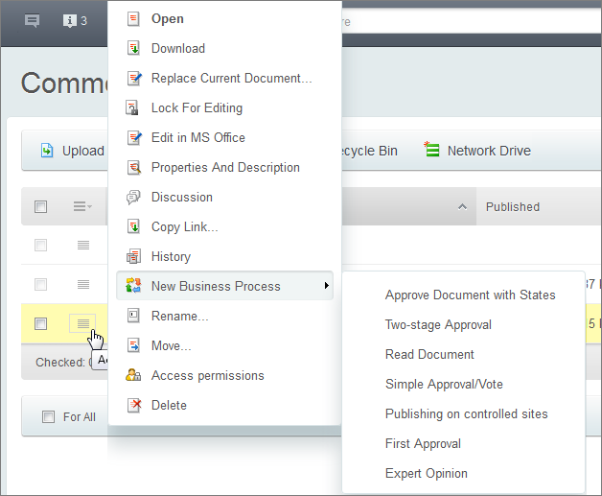 3
re
Comm
Open
Download
Replace Current Document...
Lock For Editing
Edit in MS Office
Properties And Description
Discussion
Copy Link...
History
New Business Process
Rename...
Move...
Access permissions
Delete
Upload
ecycle Bin
Network Drive
Published
37
5
Checked:
For All
Approve Document with States
Two-stage Approval
Read Document
Simple Approval/Vote
Publishing on controlled sites
First Approval
Expert Opinion